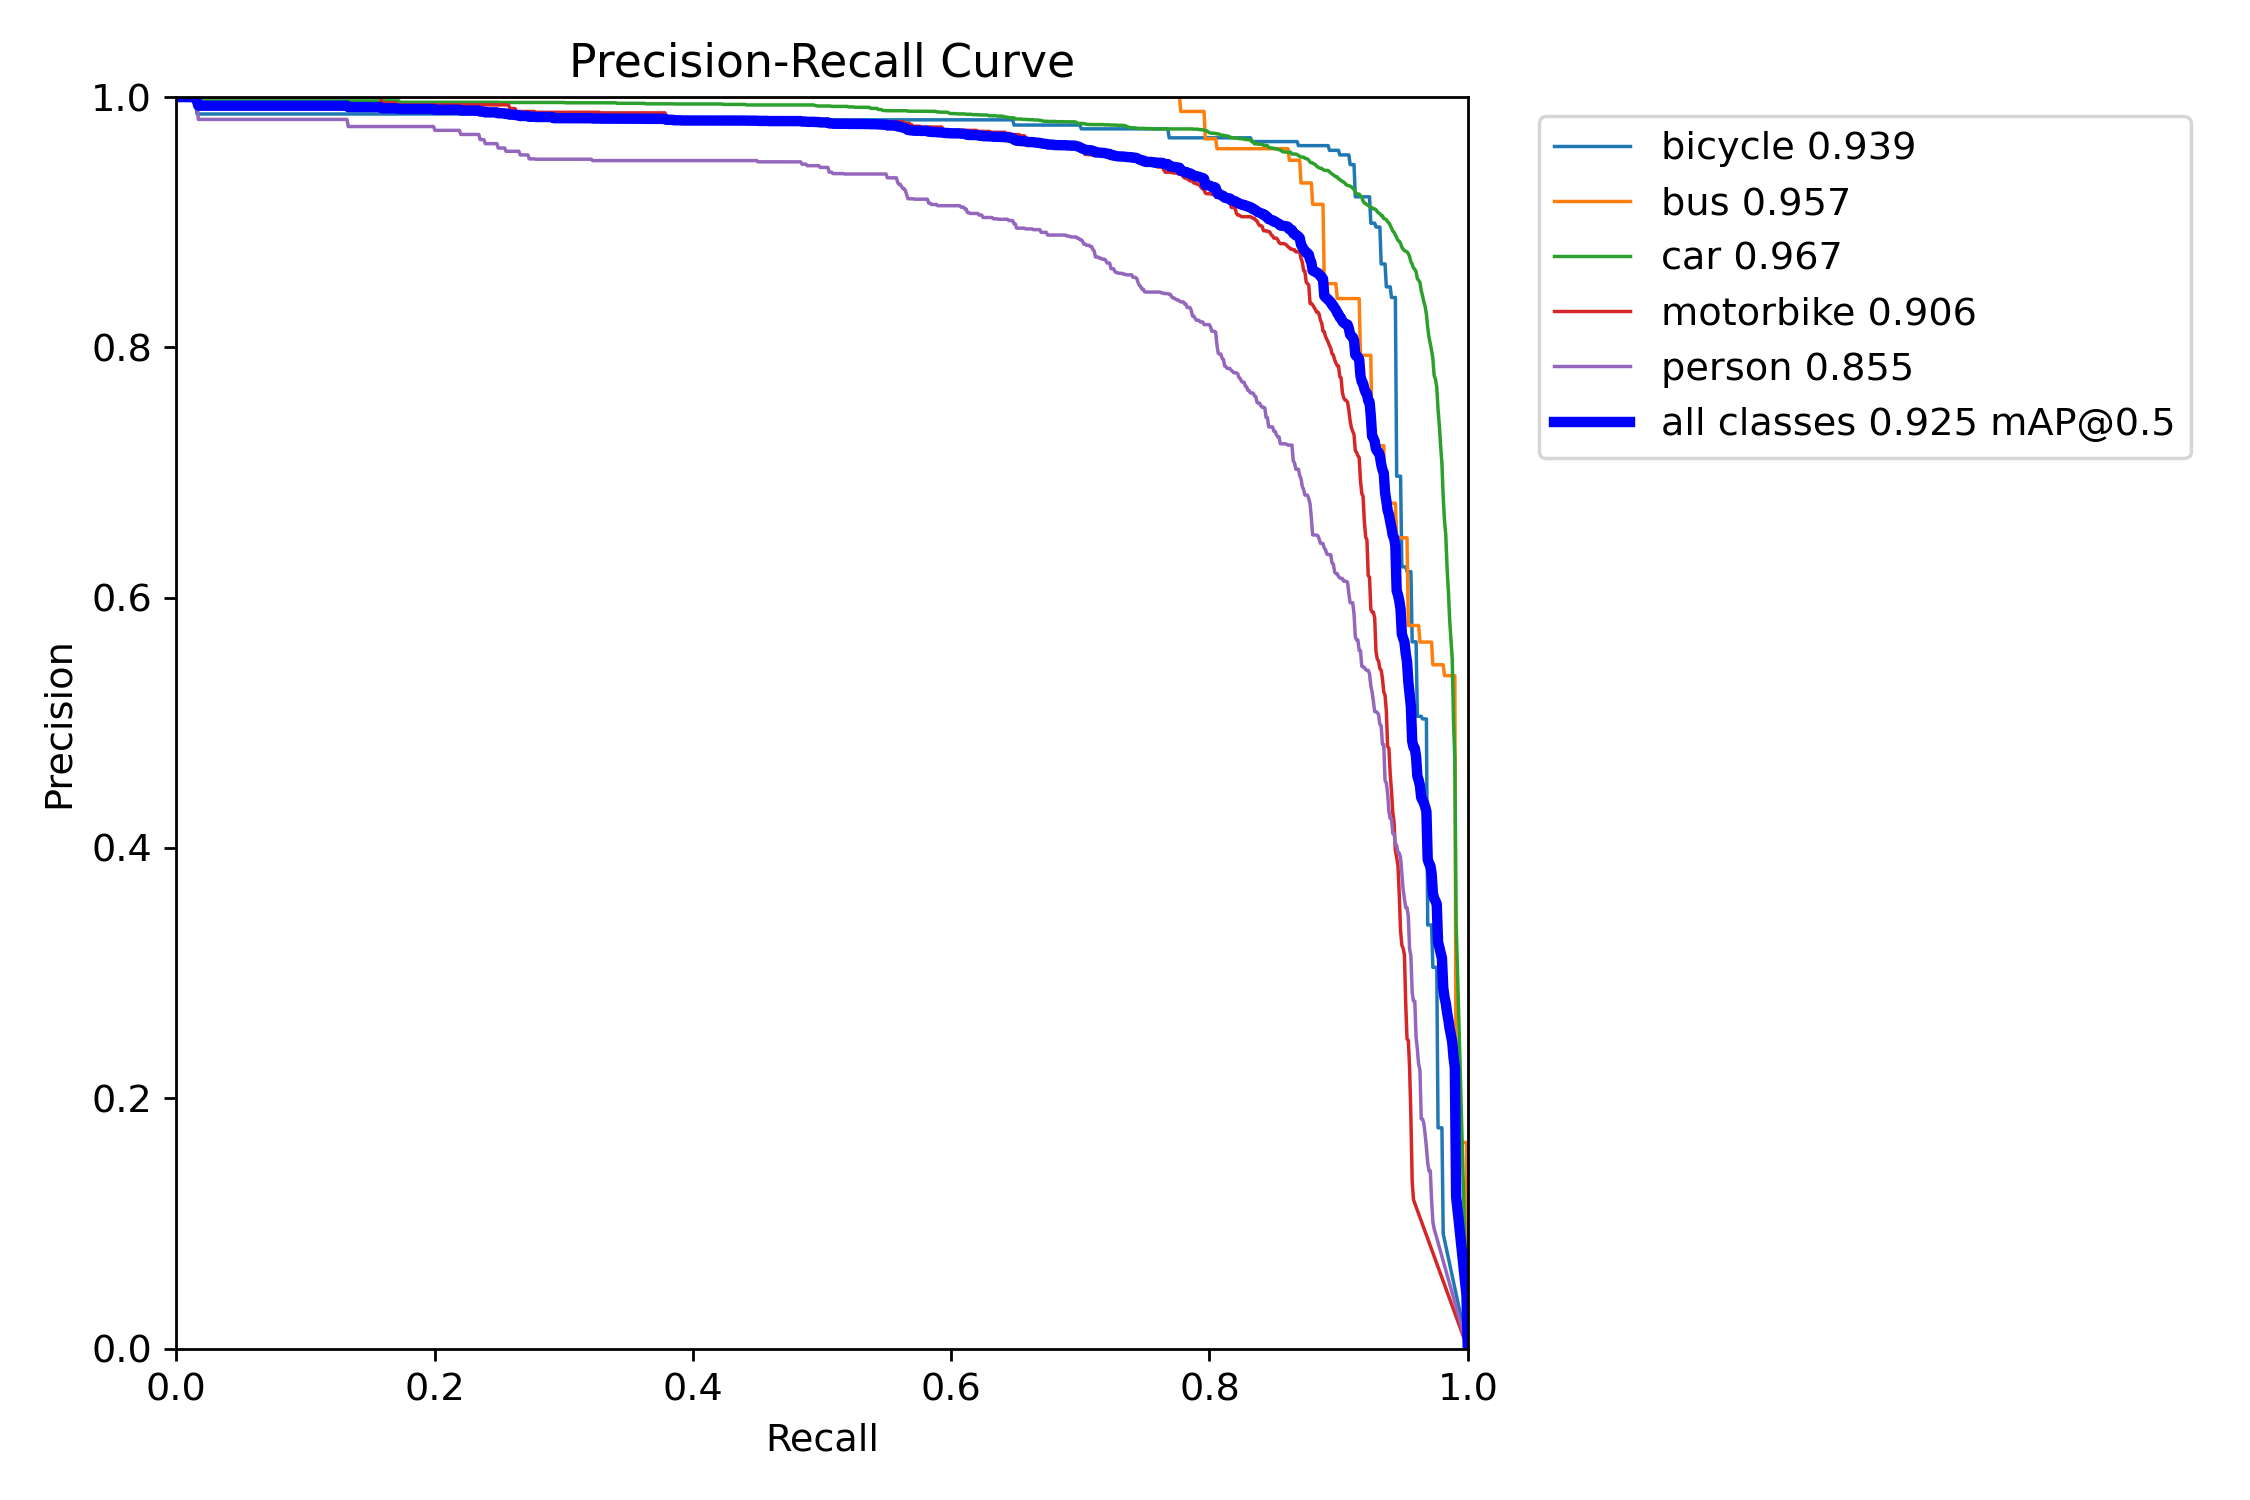 Precision-Recall Curve
1.0
0.8
0.6
0.4
0.2
0.0
Precision
0.0 0.2 0.4 0.6 0.8 1.0
Recall
bicycle 0.939
bus 0.957
car 0.967
motorbike 0.906
person 0.855
all classes 0.925 mAP@0.5